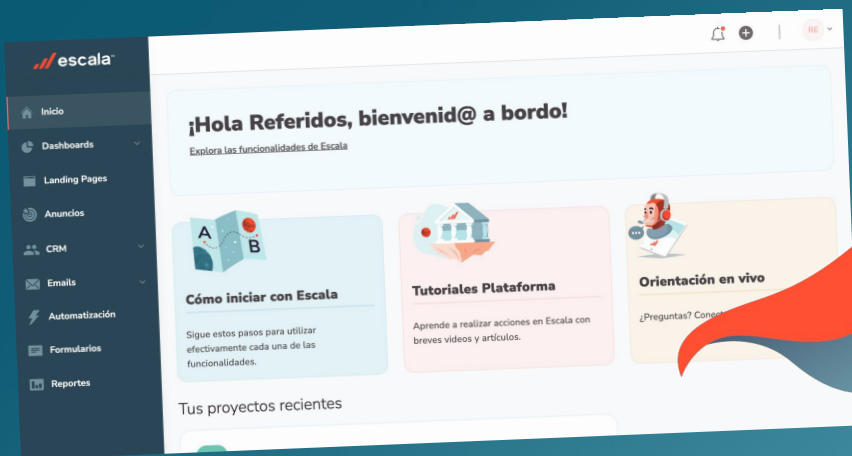 escala
RE
Inicio
Dashboards
Landing Pages
Anuncios
CRM
Emails
Automatización
Formularios
Reportes
¡Hola Referidos, bienvenid@ a bordo!
Explora las funcionalidades de Escala
A
B
Cómo iniciar con Escala
Sigue estos pasos para utilizar
efectivamente cada una de las
funcionalidades.
Tutoriales Plataforma
Aprende a realizar acciones en Escala con
breves videos y artículos.
Orientación en vivo
¿Preguntas?
Tus proyectos recientes